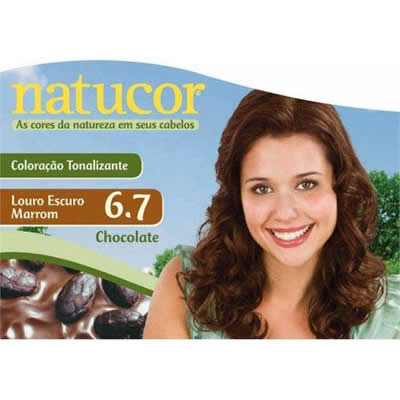 natucor®
As cores da natureza em seus cabelos
Coloração Tonalizante
Louro Escuro
Marrom
6.7
Chocolate